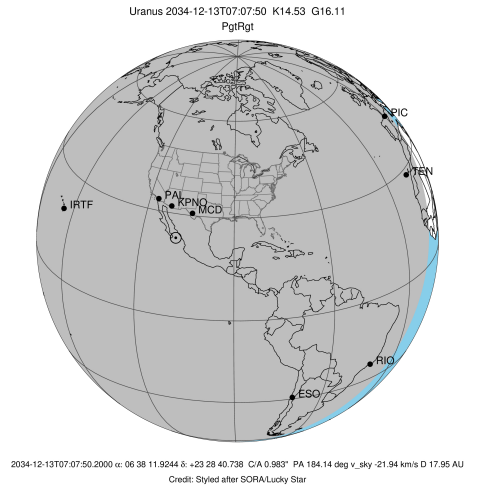 Uranus 2034-12-13T07:07:50 K14.53 G16.11
PgtRgt
PIC
TEN
PAL
KPNO
IRTF
MCD
RIO
ESO
2034-12-13T07:07:50.2000 α: 06 38 11.9244 δ: +23 28 40.738 C/A 0.983" PA 184.14 deg v_sky -21.94 km/s D 17.95 AU
Credit: Styled after SORA/Lucky Star